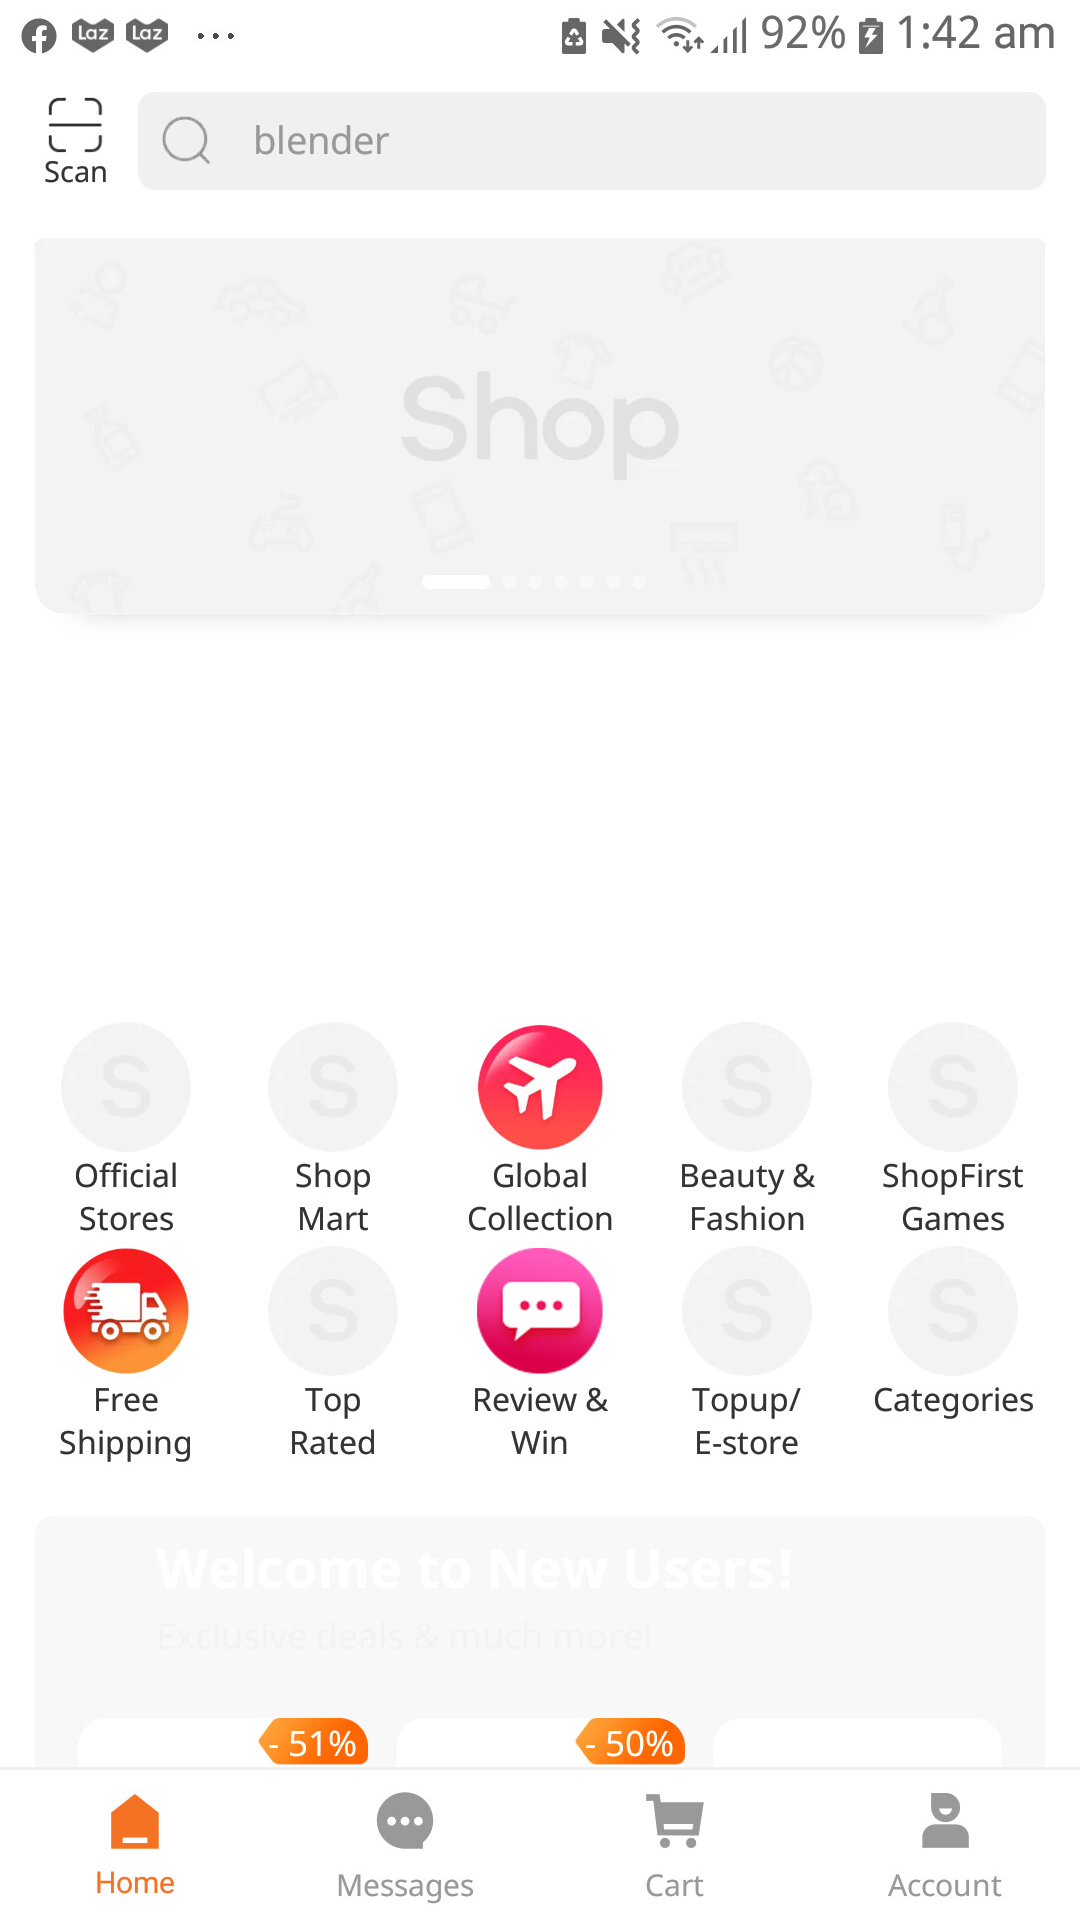 Laz Laz ... 92% 1:42 am
Scan
blender
Shop
S S S S
Official Stores
Shop Mart
Global Collection
Beauty & Fashion
ShopFirst Games
S S S
Free Shipping
Top Rated
Review & Win
Topup/ E-store
Categories
Welcome to New Users!
Exclusive deals & much more!
- 51%
- 50%
Home
Messages
Cart
Account